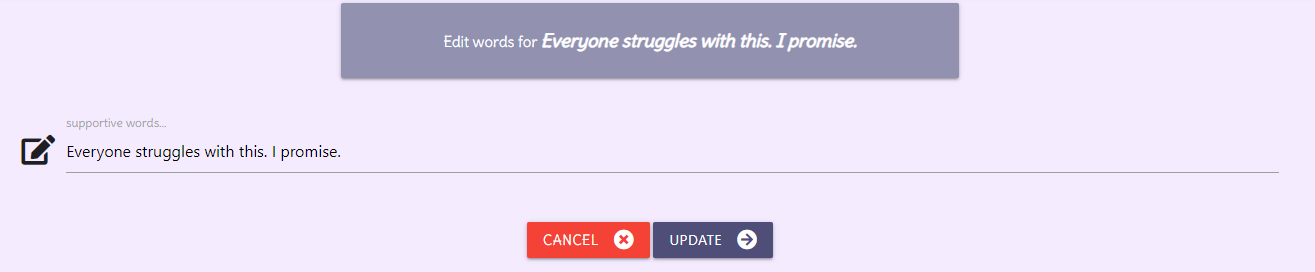 Edit words for Everyone struggles with this. I promise.
supportive words...
Everyone struggles with this. I promise.
CANCEL UPDATE